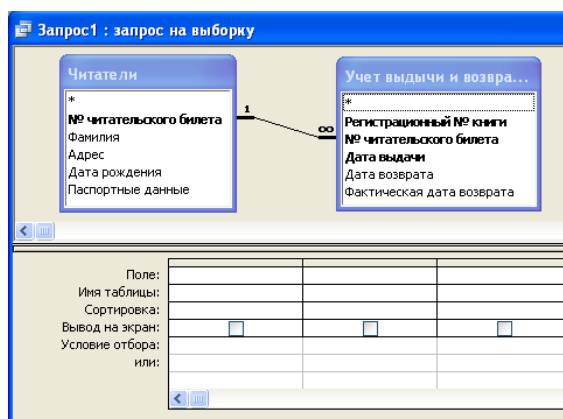 Запрос1 : запрос на выборку
Читатели
*
№ читательского билета
Фамилия
Адрес
Дата рождения
Паспортные данные
1
∞
Учет выдычи и возвра...
*
Регистрационный № книги
№ читательского билета
Дата выдачи
Дата возврата
Фактическая дата возврата
Поле:
Имя таблицы:
Сортировка:
Вывод на экран:
Условие отбора:
или: